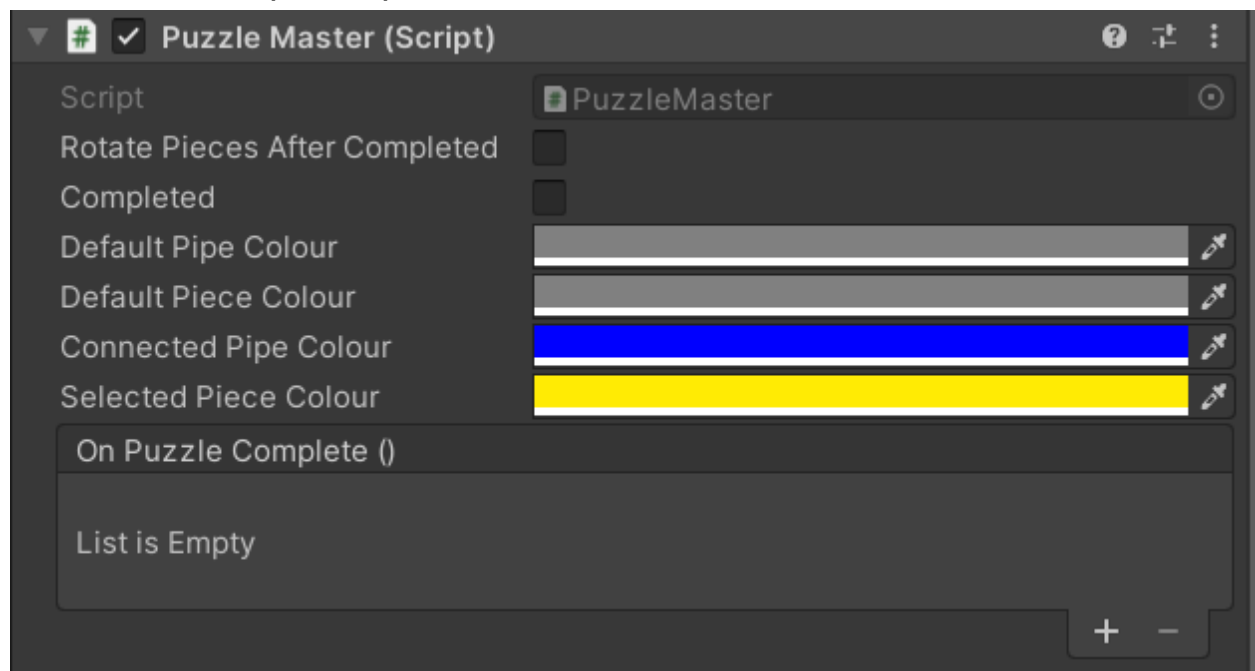 Puzzle Master (Script)
Script PuzzleMaster
Rotate Pieces After Completed
Completed
Default Pipe Colour
Default Piece Colour
Connected Pipe Colour
Selected Piece Colour
On Puzzle Complete ()
List is Empty